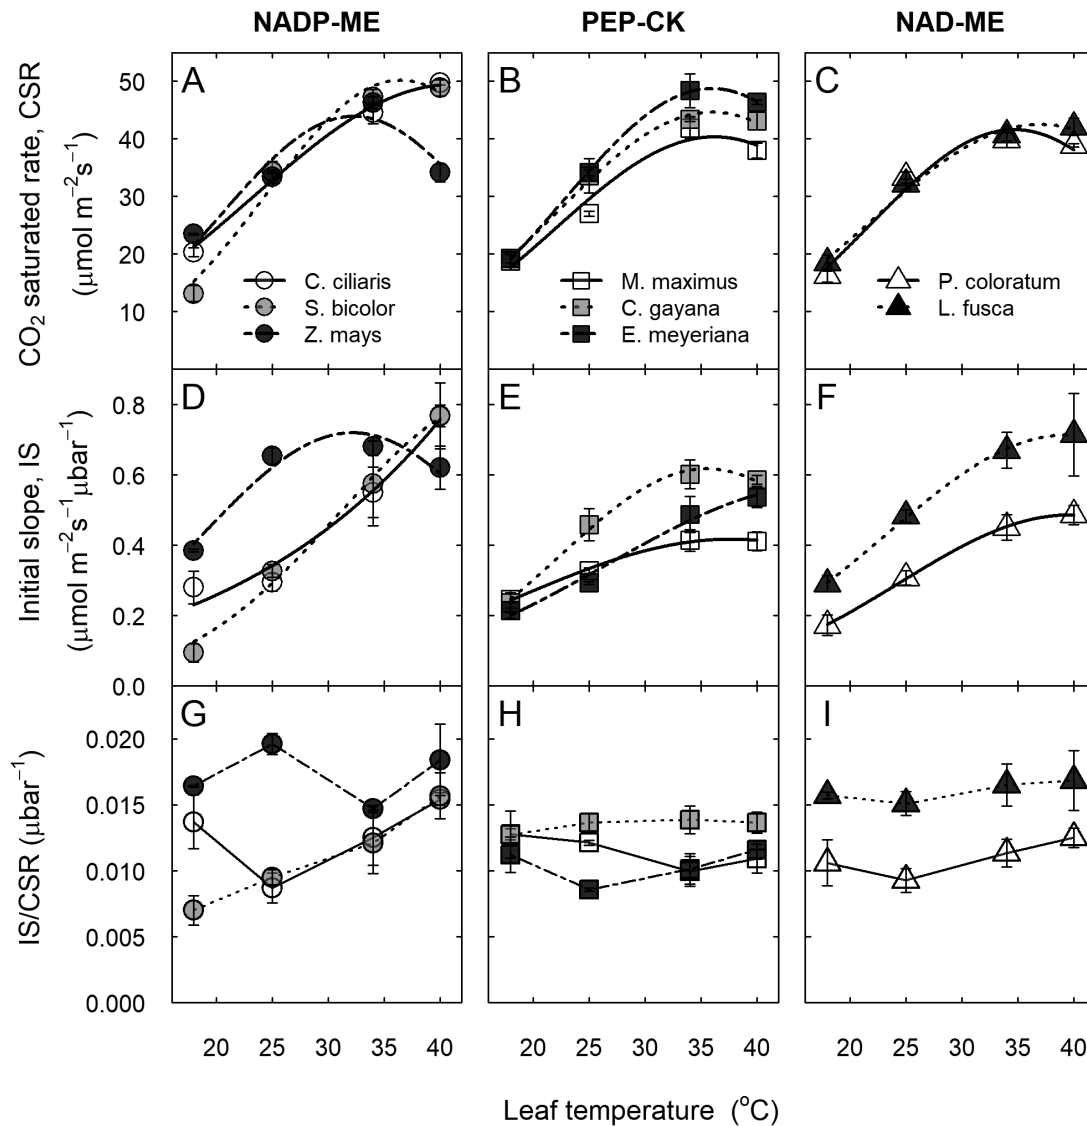 NADP-ME PEP-CK NAD-ME
CO₂ saturated rate, CSR
(µmol m⁻²s⁻¹)
50
40
30
20
10
A
C. ciliaris
S. bicolor
Z. mays
B
M. maximus
C. gayana
E. meyeriana
C
P. coloratum
L. fusca
Initial slope, IS
(µmol m⁻²s⁻¹µbar⁻¹)
0.8
0.6
0.4
0.2
0.0
D
E
F
IS/CSR (µbar⁻¹)
0.020
0.015
0.010
0.005
0.000
G
H
I
20 25 30 35 40 20 25 30 35 40 20 25 30 35 40
Leaf temperature (°C)